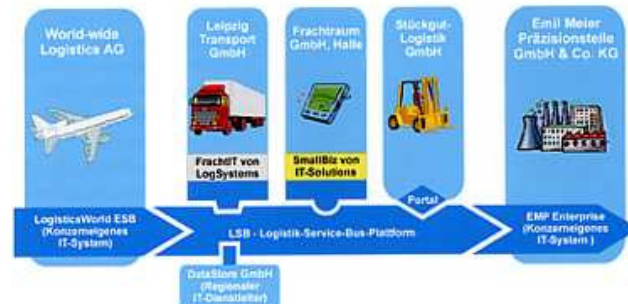 World-wide
Logistics AG
Leipzig
Transport
GmbH
Frachtraum
GmbH, Halle
Stückgut-
Logistik
GmbH
Emil Meier
Präzisionsteile
GmbH & Co. KG
FrachtIT von
LogSystems
SmallBiz von
IT-Solutions
Portal
LogisticsWorld ESB
(Konzerneigenes
IT-System)
LSB - Logistik-Service-Bus-Plattform
EMP Enterprise
(Konzerneigenes
IT-System )
DataStore GmbH
(Regionaler
IT-Dienstleiter)